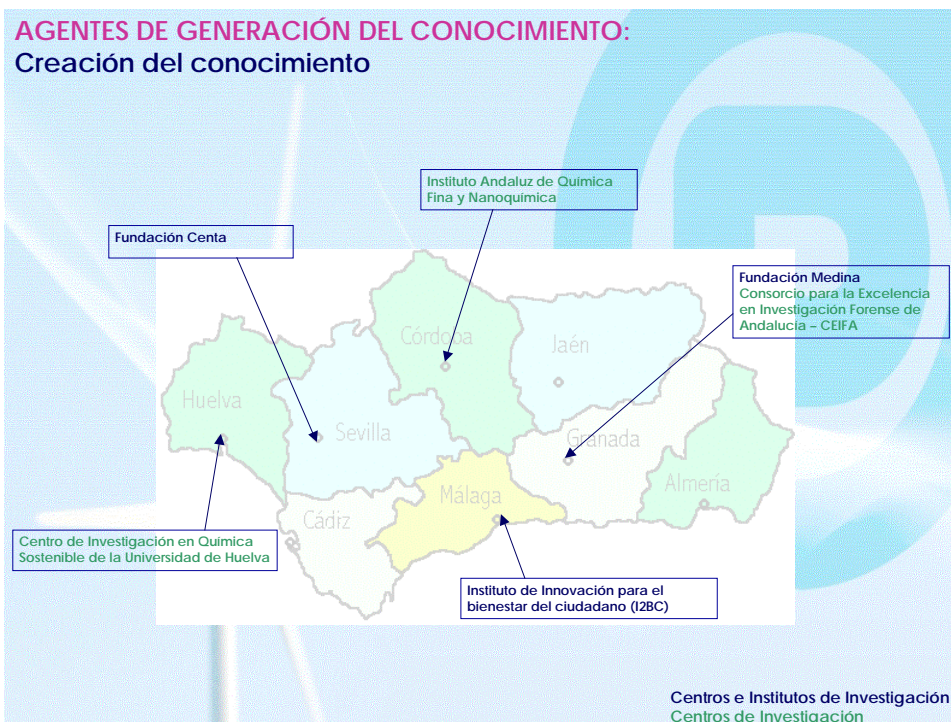 AGENTES DE GENERACIÓN DEL CONOCIMIENTO:
Creación del conocimiento
Instituto Andaluz de Química
Fina y Nanoquímica
Fundación Centa
Fundación Medina
Consorcio para la Excelencia
en Investigación Forense de
Andalucía – CEIFA
Córdoba
Jaén
Huelva
Sevilla
Granada
Málaga
Almería
Cádiz
Centro de Investigación en Química
Sostenible de la Universidad de Huelva
Instituto de Innovación para el
bienestar del ciudadano (I2BC)
Centros e Institutos de Investigación
Centros de Investigación